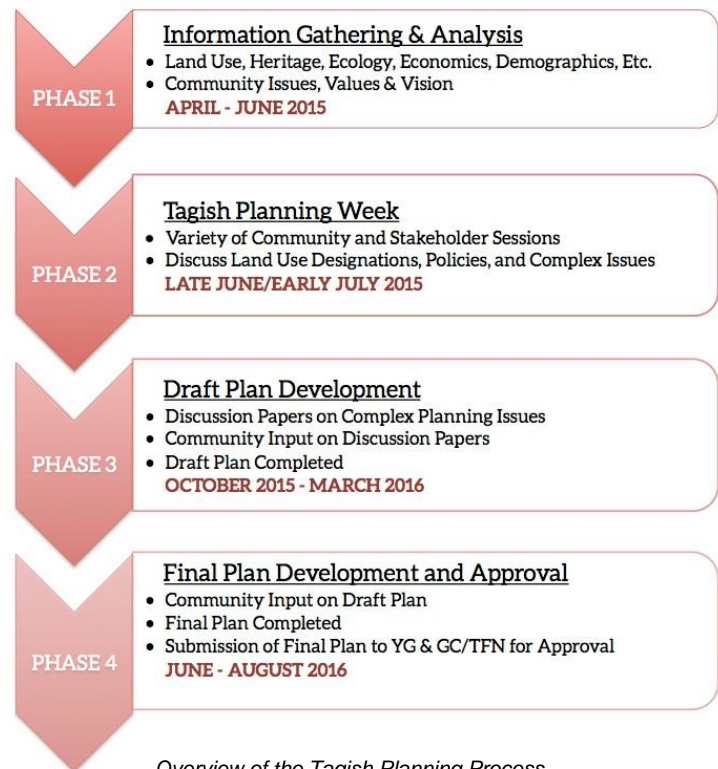 PHASE 1
Information Gathering & Analysis
• Land Use, Heritage, Ecology, Economics, Demographics, Etc.
• Community Issues, Values & Vision
APRIL - JUNE 2015
PHASE 2
Tagish Planning Week
• Variety of Community and Stakeholder Sessions
• Discuss Land Use Designations, Policies, and Complex Issues
LATE JUNE/EARLY JULY 2015
PHASE 3
Draft Plan Development
• Discussion Papers on Complex Planning Issues
• Community Input on Discussion Papers
• Draft Plan Completed
OCTOBER 2015 - MARCH 2016
PHASE 4
Final Plan Development and Approval
• Community Input on Draft Plan
• Final Plan Completed
• Submission of Final Plan to YG & GC/TFN for Approval
JUNE - AUGUST 2016
Overview of the Tagish Planning Process